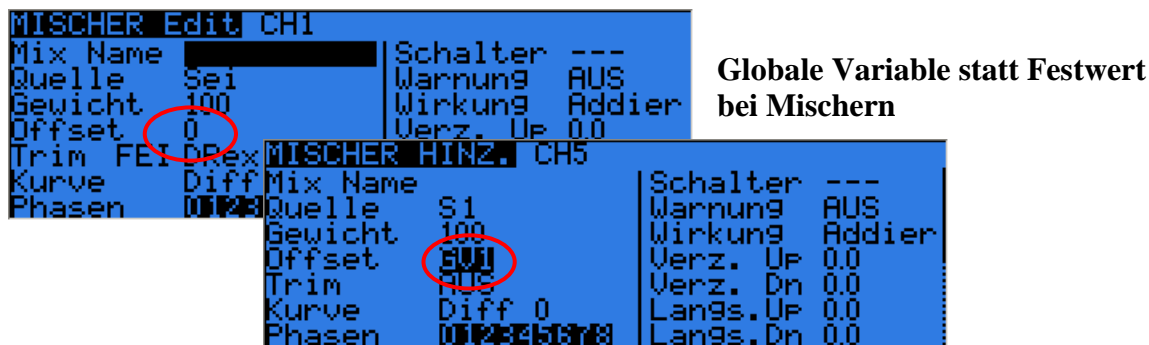 MISCHER Edit CH1
Mix Name
Schalter ---
Quelle Sei
Warnung AUS
Gewicht 100
Wirkung Addier
Offset 0
Verz. Up 0.0
Trim FEI DRex
Kurve Diff
Phasen 0123
Globale Variable statt Festwert
bei Mischern
MISCHER HINZ. CH5
Mix Name
Schalter ---
Quelle S1
Warnung AUS
Gewicht 100
Wirkung Addier
Offset GV1
Verz. Up 0.0
Trim AUS
Verz. Dn 0.0
Kurve Diff 0
Langs.Up 0.0
Phasen 012345678
Langs.Dn 0.0